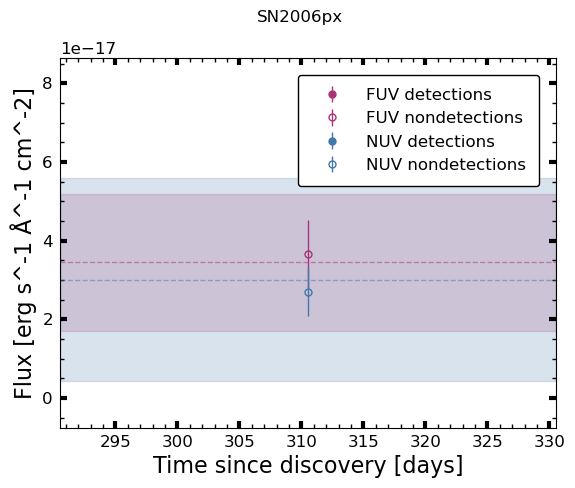 SN2006px
1e−17
8
6
4
2
0
Flux [erg s^-1 Å^-1 cm^-2]
FUV detections
FUV nondetections
NUV detections
NUV nondetections
295 300 305 310 315 320 325 330
Time since discovery [days]